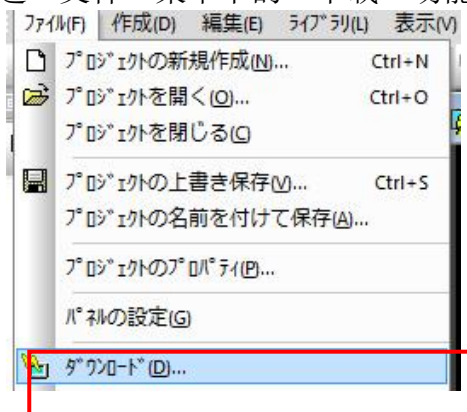 ﾌｧｲﾙ(F) 作成(D) 編集(E) ﾗｲﾌﾞﾗﾘ(L) 表示(V)
ﾌﾟﾛｼﾞｪｸﾄの新規作成(N)... Ctrl+N
ﾌﾟﾛｼﾞｪｸﾄを開く(O)... Ctrl+O
ﾌﾟﾛｼﾞｪｸﾄを閉じる(C)
ﾌﾟﾛｼﾞｪｸﾄの上書き保存(V)... Ctrl+S
ﾌﾟﾛｼﾞｪｸﾄの名前を付けて保存(A)...
ﾌﾟﾛｼﾞｪｸﾄのﾌﾟﾛﾊﾟﾃｨ(P)...
ﾊﾟﾈﾙの設定(G)
ﾀﾞｳﾝﾛｰﾄﾞ(D)...